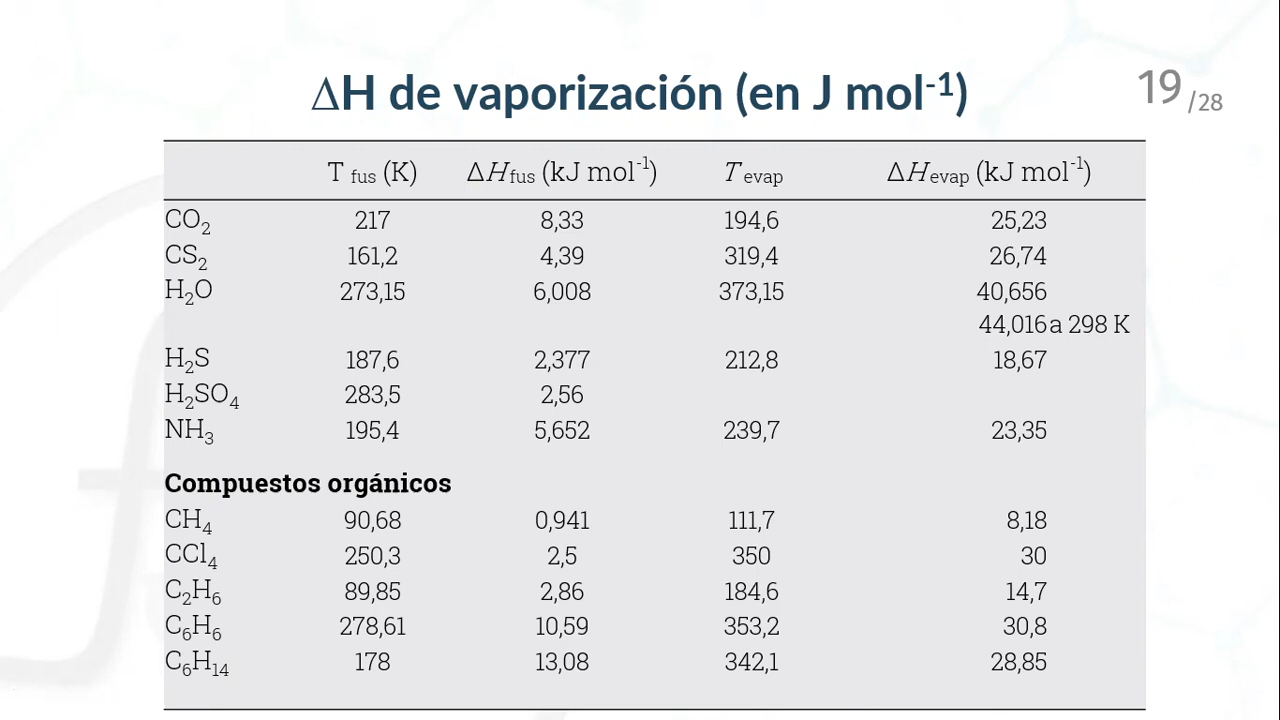 ΔH de vaporización (en J mol⁻¹)
19/28
T fus (K) ΔHfus (kJ mol⁻¹) Tevap ΔHevap (kJ mol⁻¹)
CO₂ 217 8,33 194,6 25,23
CS₂ 161,2 4,39 319,4 26,74
H₂O 273,15 6,008 373,15 40,656
44,016 a 298 K
H₂S 187,6 2,377 212,8 18,67
H₂SO₄ 283,5 2,56
NH₃ 195,4 5,652 239,7 23,35
Compuestos orgánicos
CH₄ 90,68 0,941 111,7 8,18
CCl₄ 250,3 2,5 350 30
C₂H₆ 89,85 2,86 184,6 14,7
C₆H₆ 278,61 10,59 353,2 30,8
C₆H₁₄ 178 13,08 342,1 28,85